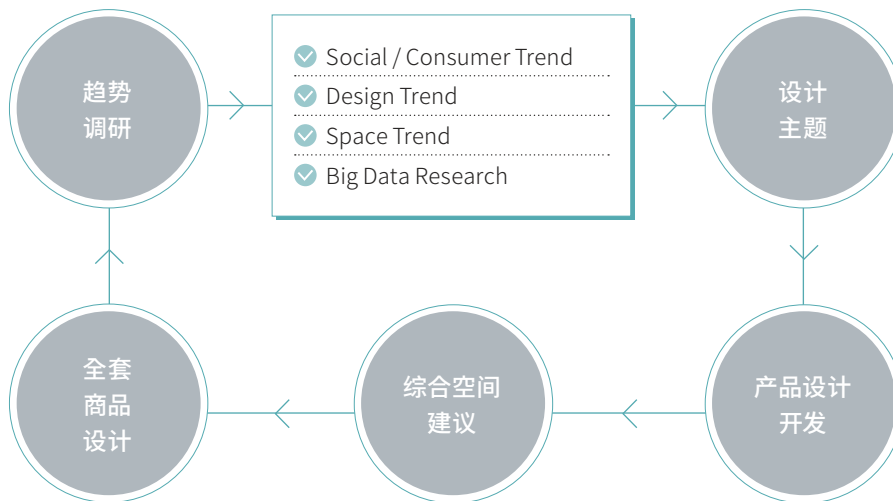 趋势
调研
Social / Consumer Trend
Design Trend
Space Trend
Big Data Research
设计
主题
全套
商品
设计
综合空间
建议
产品设计
开发